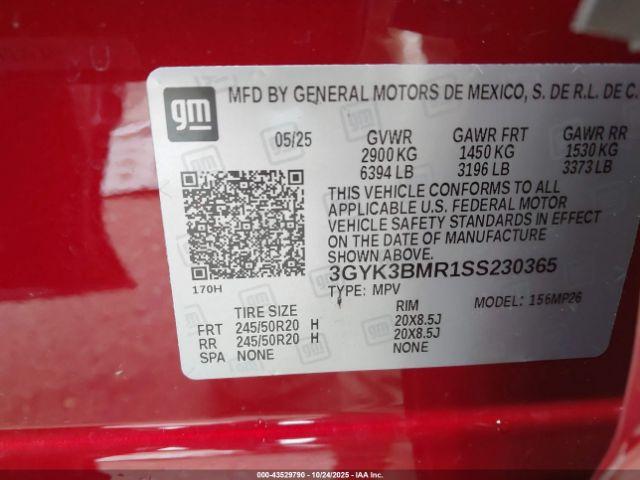 gm
MFD BY GENERAL MOTORS DE MEXICO, S. DE R.L. DE C.
05/25 GVWR GAWR FRT GAWR RR
2900 KG 1450 KG 1530 KG
6394 LB 3196 LB 3373 LB
THIS VEHICLE CONFORMS TO ALL
APPLICABLE U.S. FEDERAL MOTOR
VEHICLE SAFETY STANDARDS IN EFFECT
ON THE DATE OF MANUFACTURE
SHOWN ABOVE.
170H
3GYK3BMR1SS230365
TYPE: MPV MODEL: 156MP26
TIRE SIZE RIM
FRT 245/50R20 H 20X8.5J
RR 245/50R20 H 20X8.5J
SPA NONE NONE
000-43529790 - 10/24/2025 - IAAI.COM